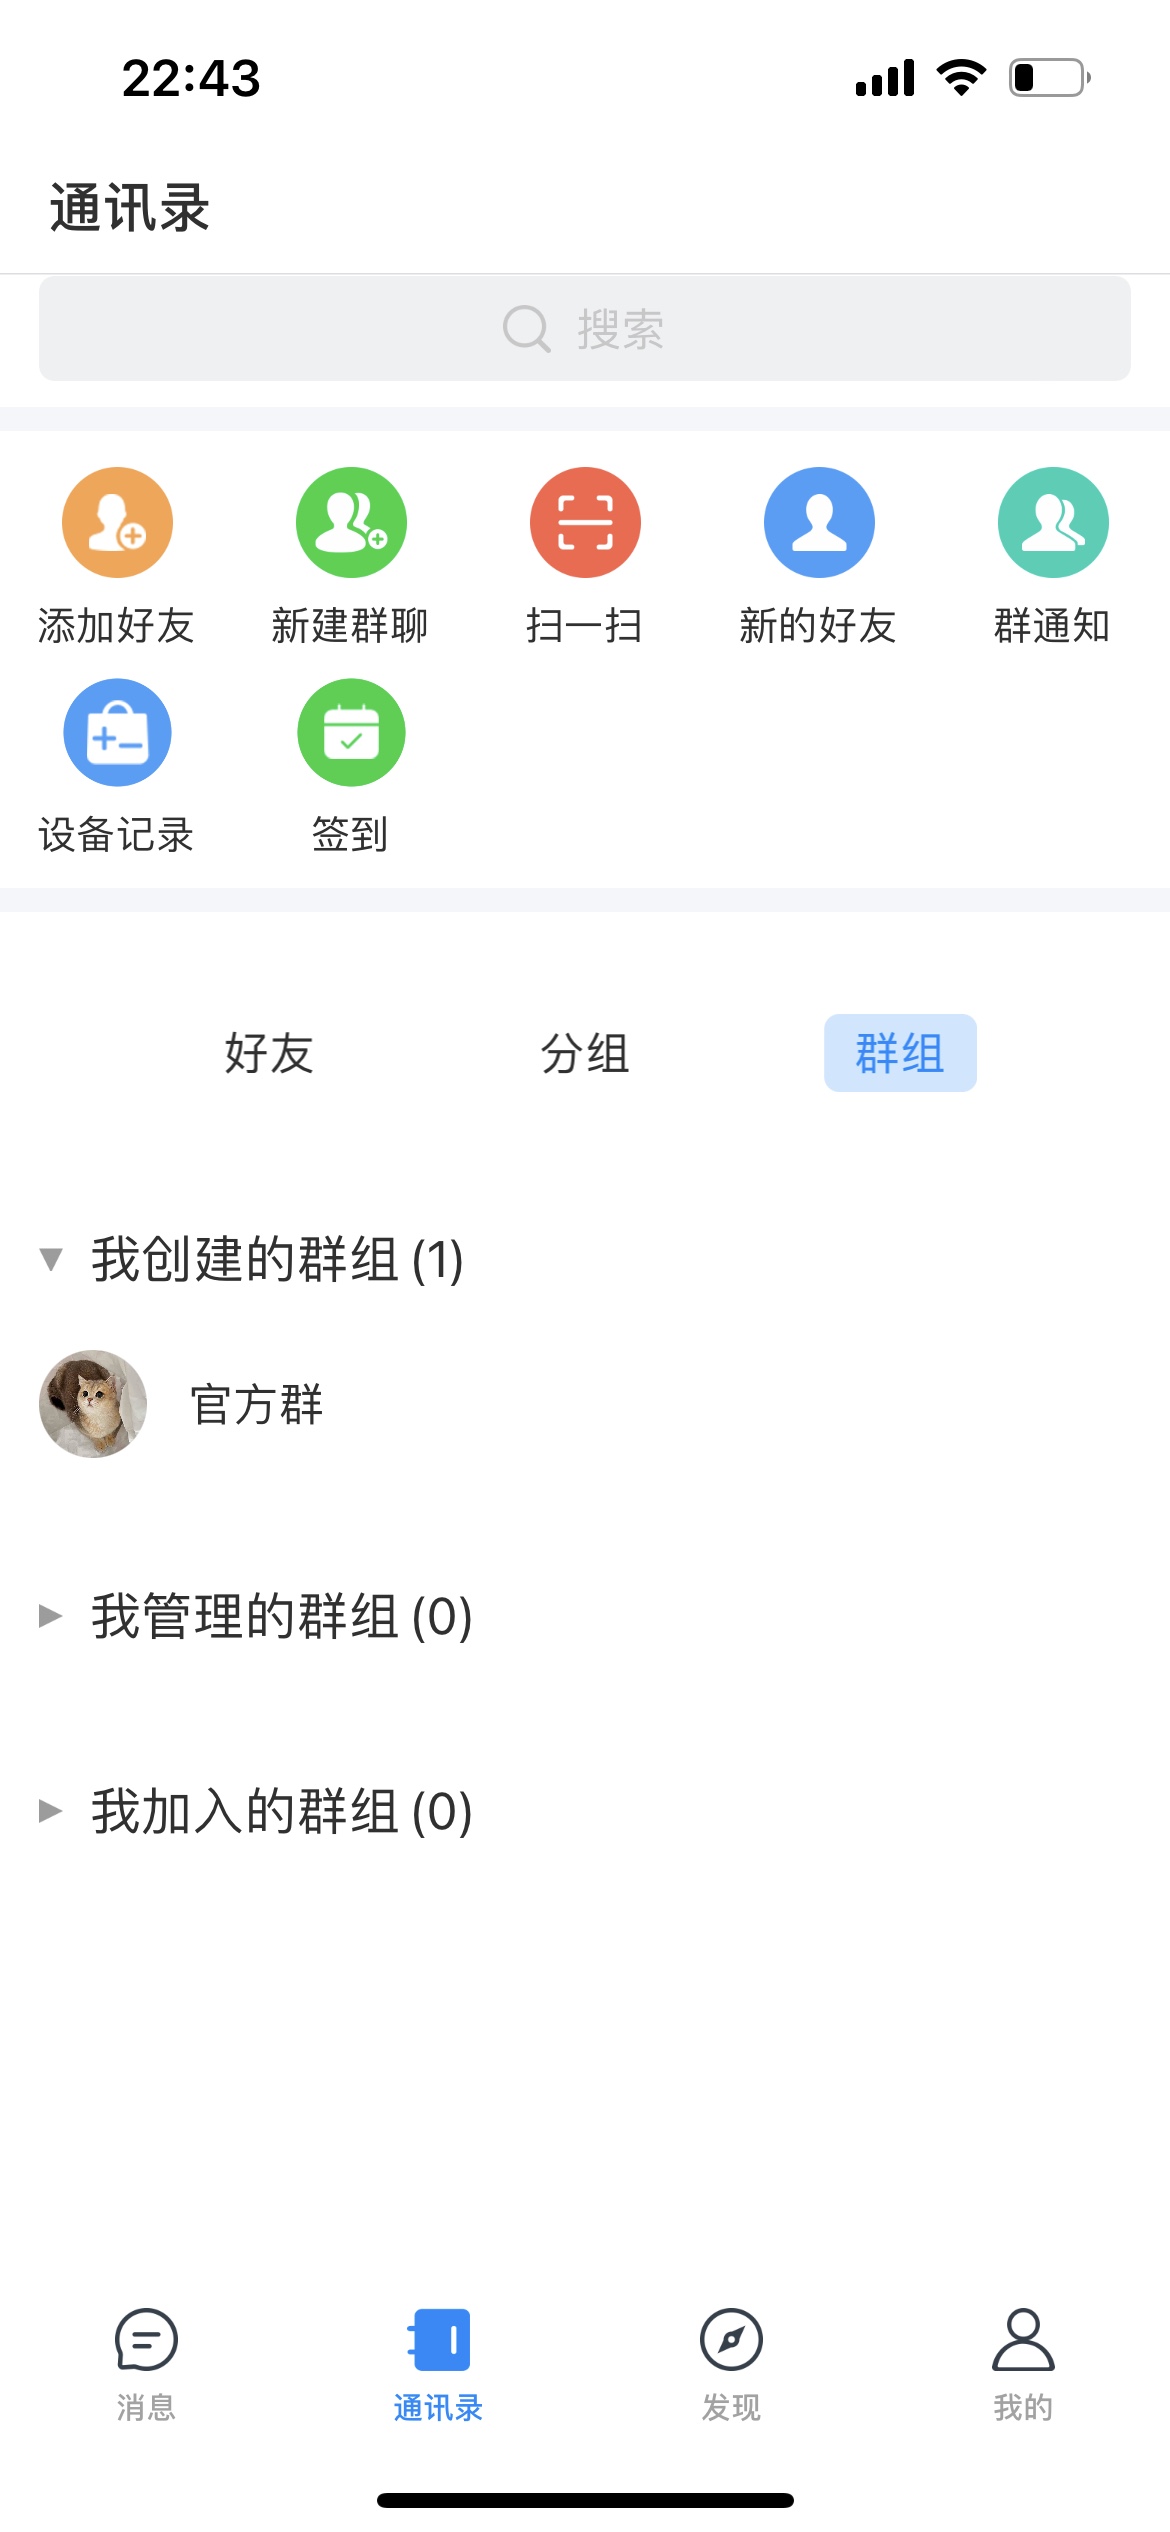 22:43
通讯录
搜索
添加好友 新建群聊 扫一扫 新的好友 群通知
设备记录 签到
好友 分组 群组
我创建的群组 (1)
官方群
我管理的群组 (0)
我加入的群组 (0)
消息 通讯录 发现 我的